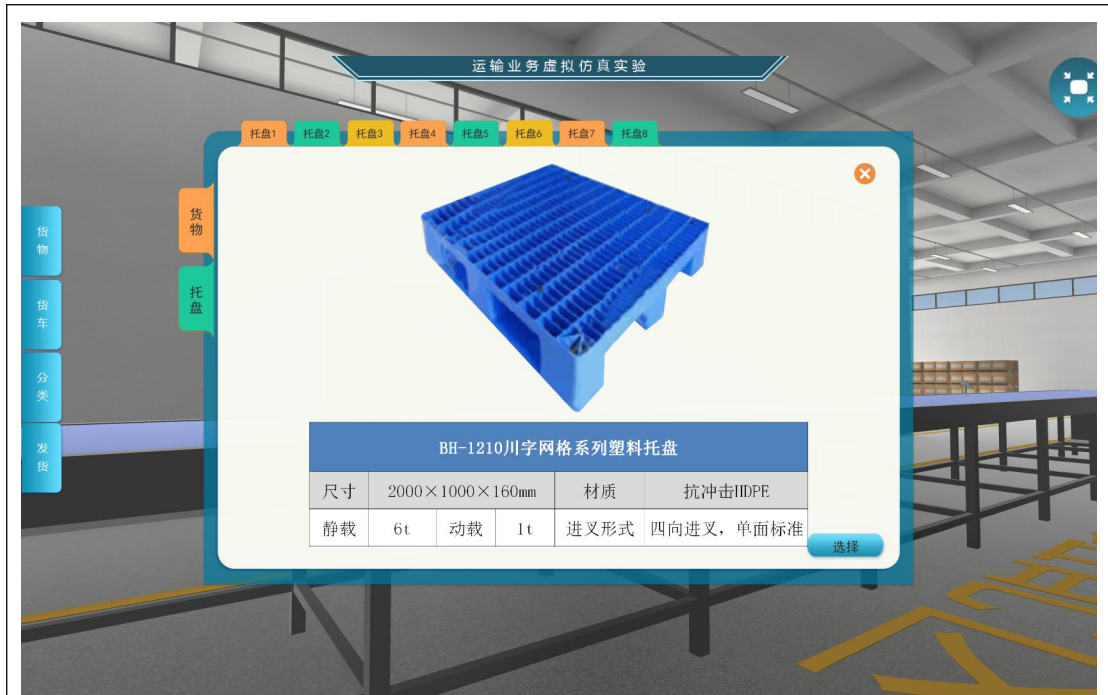 运输业务虚拟仿真实验
托盘1 托盘2 托盘3 托盘4 托盘5 托盘6 托盘7 托盘8
货物
托盘
货物
货车
分类
发货
BH-1210川字网格系列塑料托盘
尺寸 2000×1000×160mm 材质 抗冲击HDPE
静载 6t 动载 1t 进叉形式 四向进叉，单面标准
选择